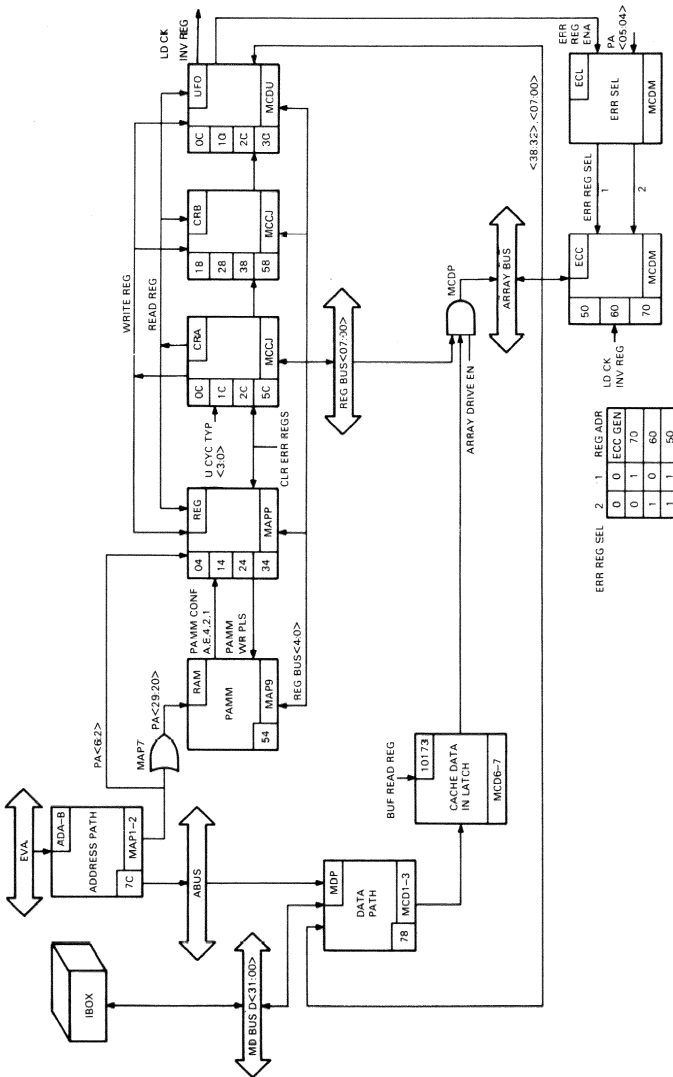 IBOX
MD BUS D<31:00>
EVA
ADA-B
ADDRESS PATH
7C
MAP1-2
ABUS
MDP
DATA
PATH
78
MCD1-3
PA<6:2>
MAP7
PA<29:20>
RAM
PAMM
54
MAP9
PAMM CONF
A,8,4,2,1
PAMM
WR PLS
REG BUS<4:0>
REG
04
14
24
34
MAPP
U CYC TYP
<3:0>
CLR ERR REGS
WRITE REG
READ REG
CRA
0C
1C
2C
5C
MCCJ
CRB
18
28
38
58
MCCJ
UFO
0C
1C
2C
3C
MCDU
LD CK
INV REG
REG BUS<07:00>
BUF READ REG
10173
CACHE DATA
IN LATCH
MCD6-7
ARRAY DRIVE EN
MCDP
ARRAY BUS
<38:32>,<07:00>
ERR
REG
ENA
PA
<05:04>
ECL
ERR SEL
MCDM
ERR REG SEL
1
2
ECC
50
60
70
MCDM
LD CK
INV REG
ERR REG SEL 2 1 REG ADR
0 0 ECC GEN
0 1 70
1 0 60
1 1 50